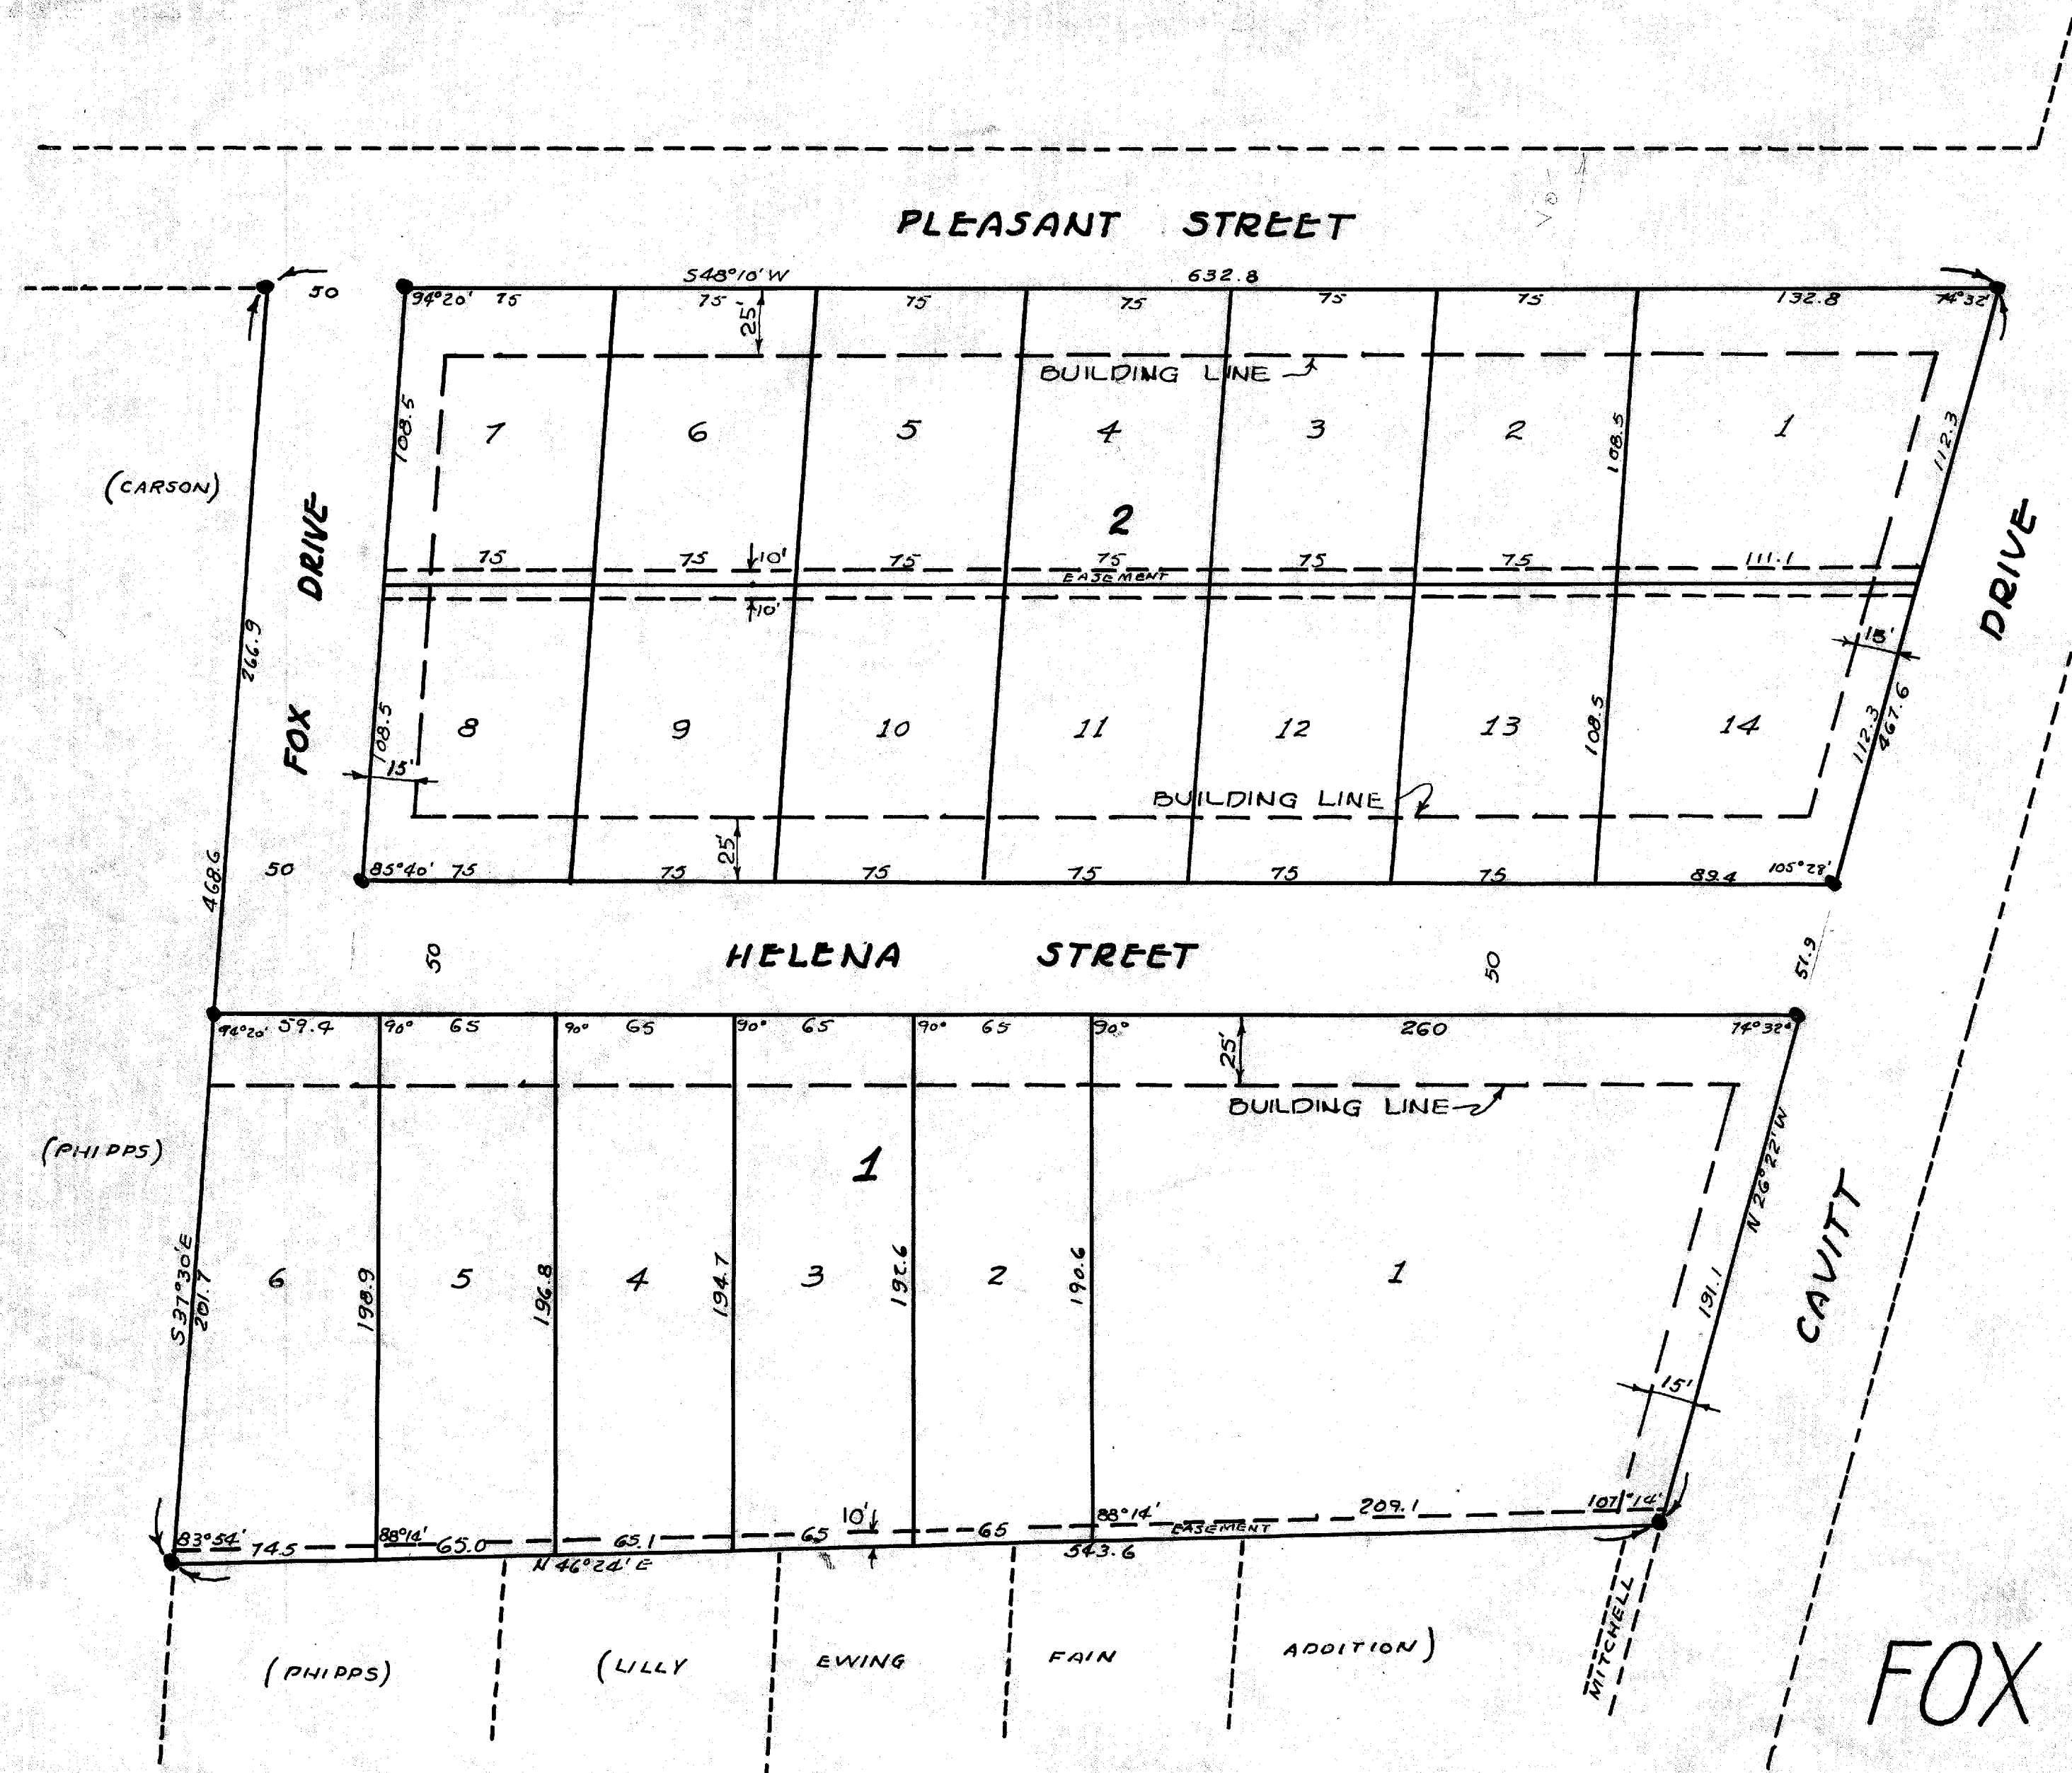 PLEASANT STREET
S48°10'W 632.8
50 94°20' 75 75 75 75 75 75 132.8 74°32'
25'
BUILDING LINE
108.5 7 6 5 4 3 2 108.5 1 112.3
(CARSON)
2
FOX DRIVE
DRIVE
75 75 10' 75 75 75 75 111.1
EASEMENT
10'
266.9
15'
108.5 8 9 10 11 12 13 108.5 14 112.3 467.6
15'
BUILDING LINE
25'
468.6 50 85°40' 75 75 75 75 75 75 89.4 105°28'
50 HELENA STREET 50 51.9
94°20' 59.4 90° 65 90° 65 90° 65 90° 65 90° 260 74°32'
25'
BUILDING LINE
(PHIPPS)
1
N 26°22' W
CAVITT
S 37°30'E
201.7 6 198.9 5 196.8 4 194.7 3 192.6 2 190.6 1 191.1
15'
83°54' 74.5 88°14' 65.0 65.1 65 10' 65 88°14' 209.1 107°14'
EASEMENT
N 46°24' E 543.6
(PHIPPS) (LILLY EWING FAIN ADDITION)
MITCHELL
FOX